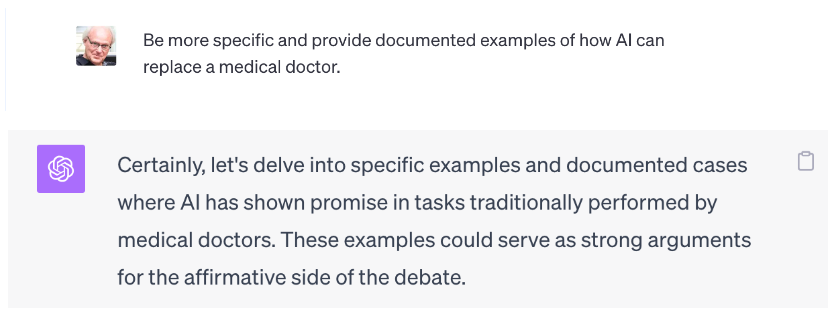 Be more specific and provide documented examples of how AI can
replace a medical doctor.
Certainly, let's delve into specific examples and documented cases
where AI has shown promise in tasks traditionally performed by
medical doctors. These examples could serve as strong arguments
for the affirmative side of the debate.